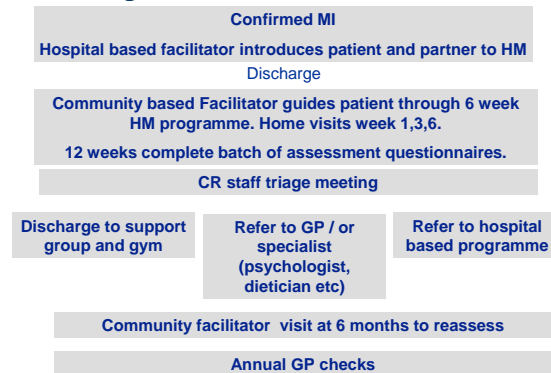 Confirmed MI
Hospital based facilitator introduces patient and partner to HM
Discharge
Community based Facilitator guides patient through 6 week
HM programme. Home visits week 1,3,6.
12 weeks complete batch of assessment questionnaires.
CR staff triage meeting
Discharge to support
group and gym
Refer to GP / or
specialist
(psychologist,
dietician etc)
Refer to hospital
based programme
Community facilitator visit at 6 months to reassess
Annual GP checks